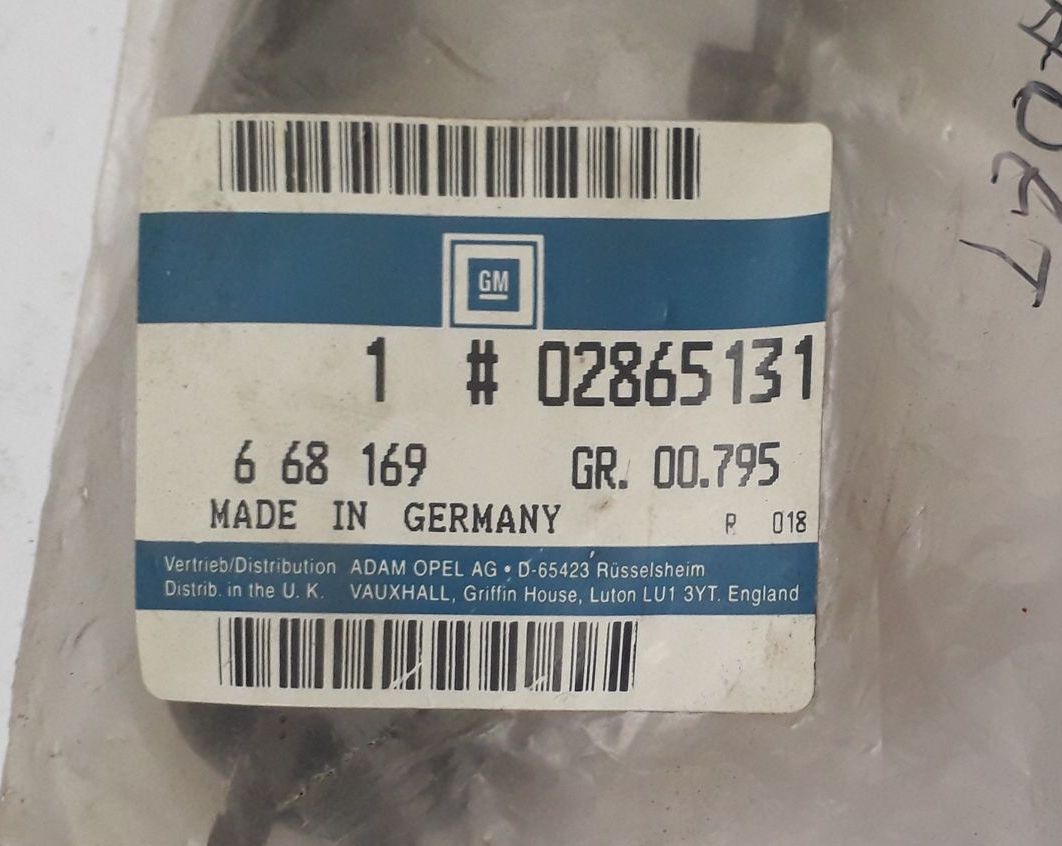 GM
1 # 02865131
6 68 169 GR. 00.795
MADE IN GERMANY R 018
Vertrieb/Distribution ADAM OPEL AG • D-65423 Rüsselsheim
Distrib. in the U. K. VAUXHALL, Griffin House, Luton LU1 3YT. England